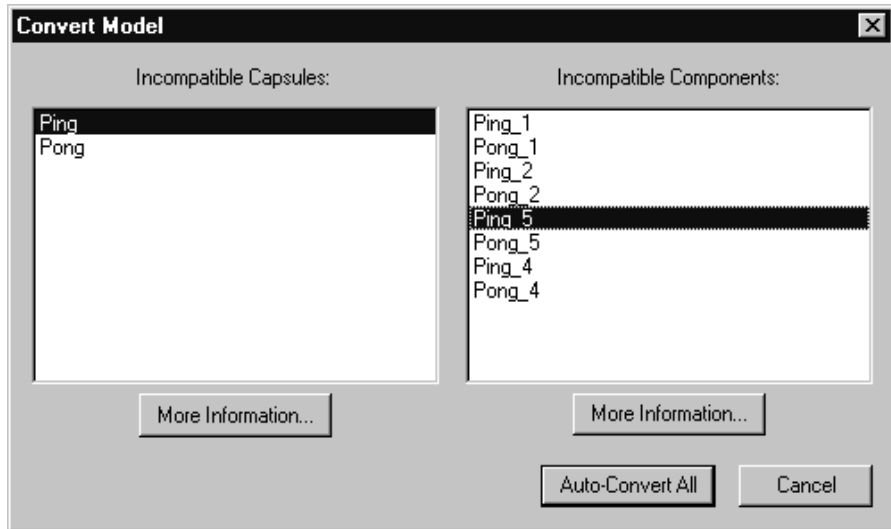 Convert Model
Incompatible Capsules:
Ping
Pong
More Information...
Incompatible Components:
Ping_1
Pong_1
Ping_2
Pong_2
Ping_5
Pong_5
Ping_4
Pong_4
More Information...
Auto-Convert All
Cancel